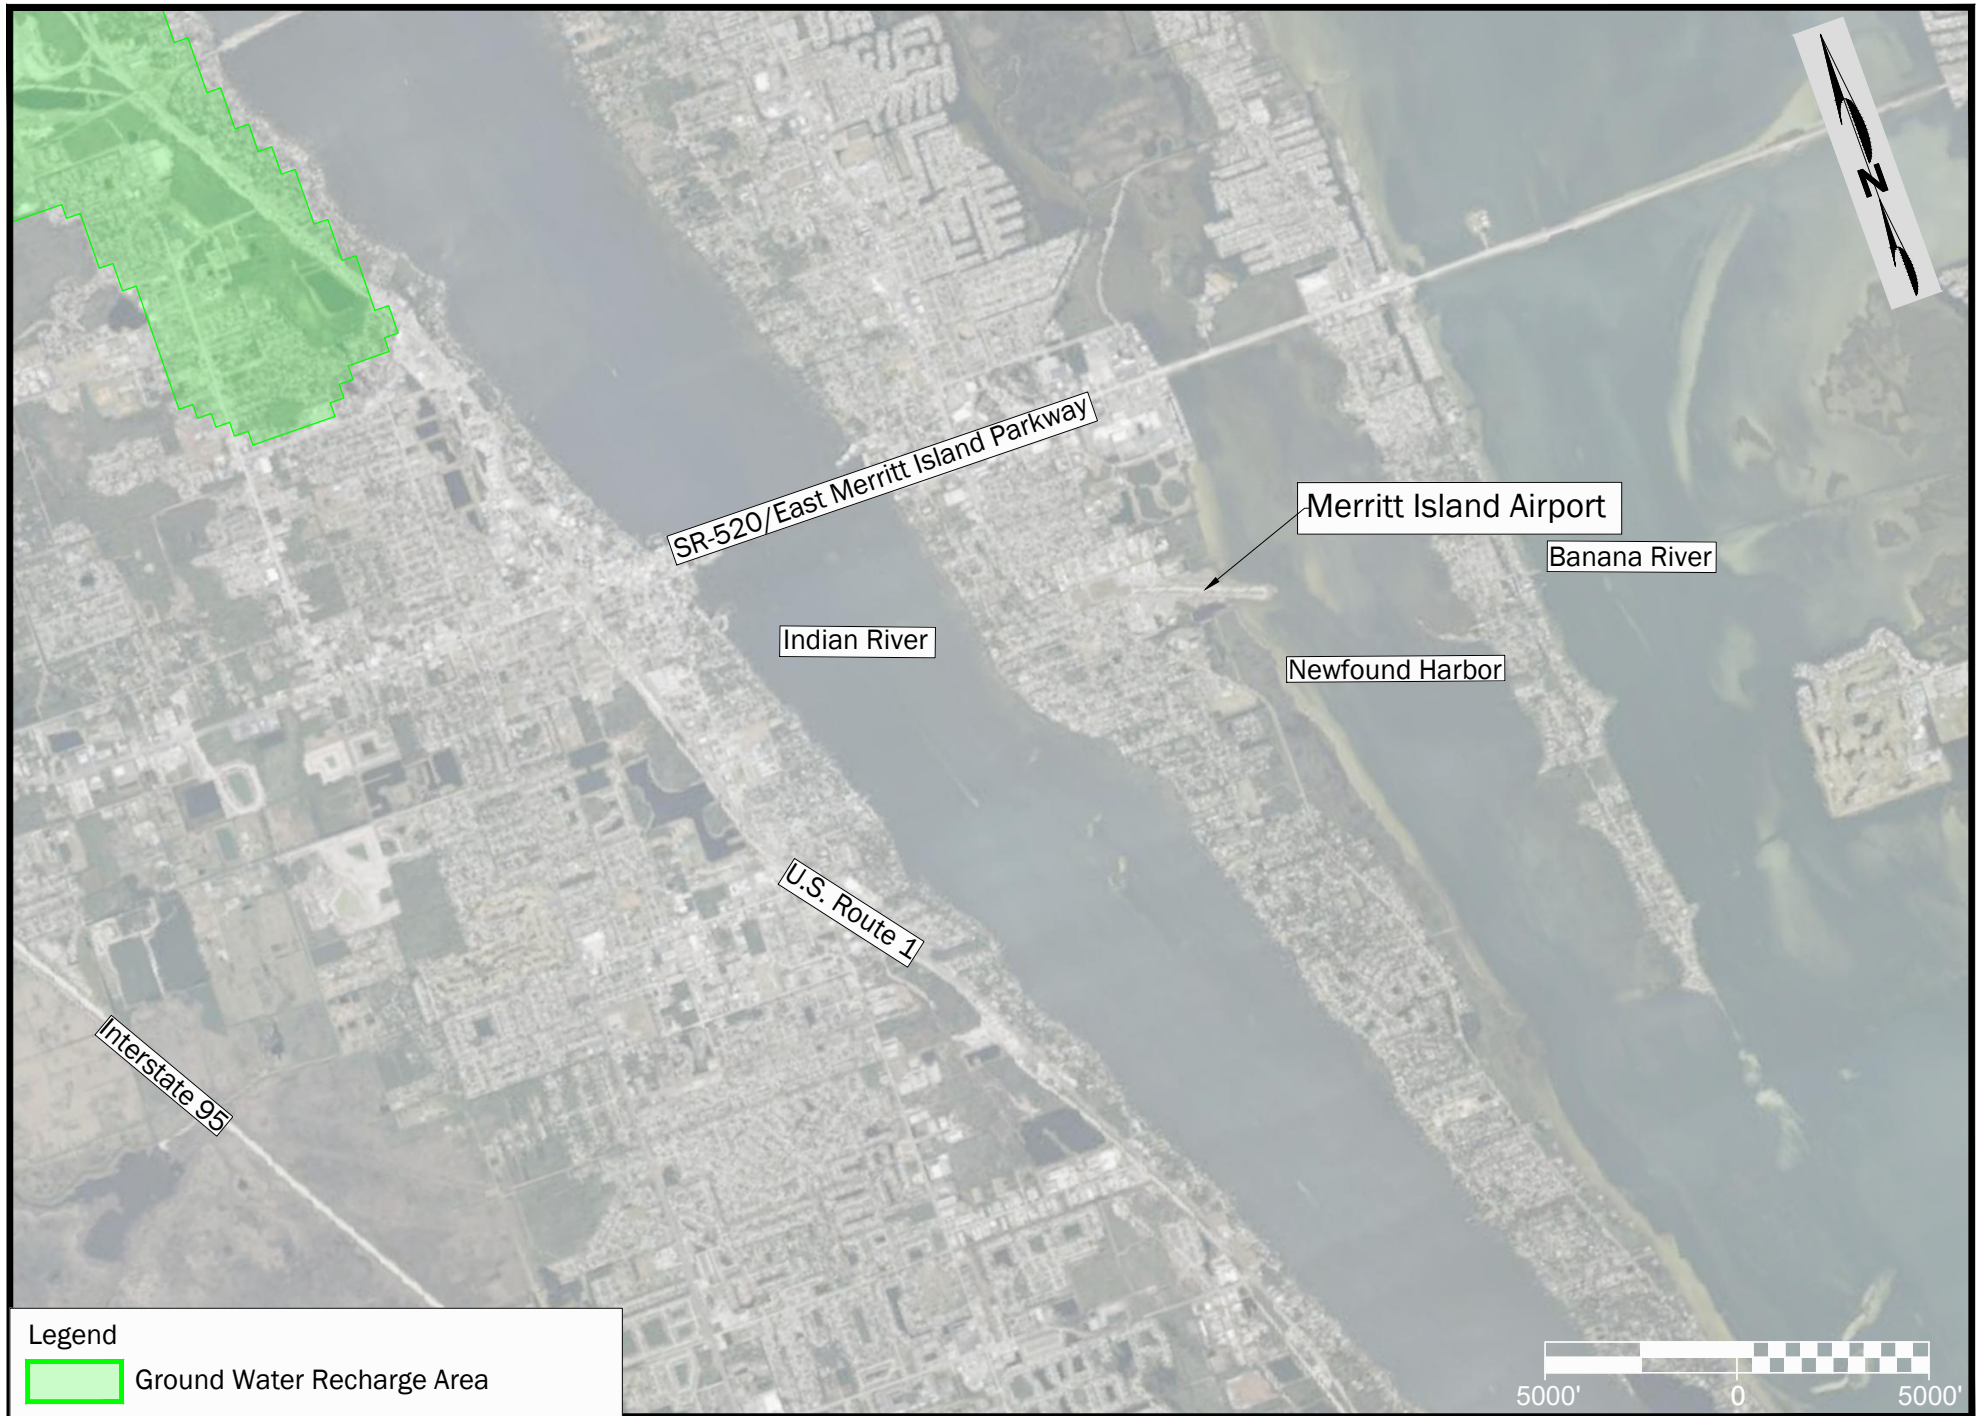 N
SR-520/East Merritt Island Parkway
Merritt Island Airport
Banana River
Indian River
Newfound Harbor
U.S. Route 1
Interstate 95
Legend
Ground Water Recharge Area
5000' 0 5000'